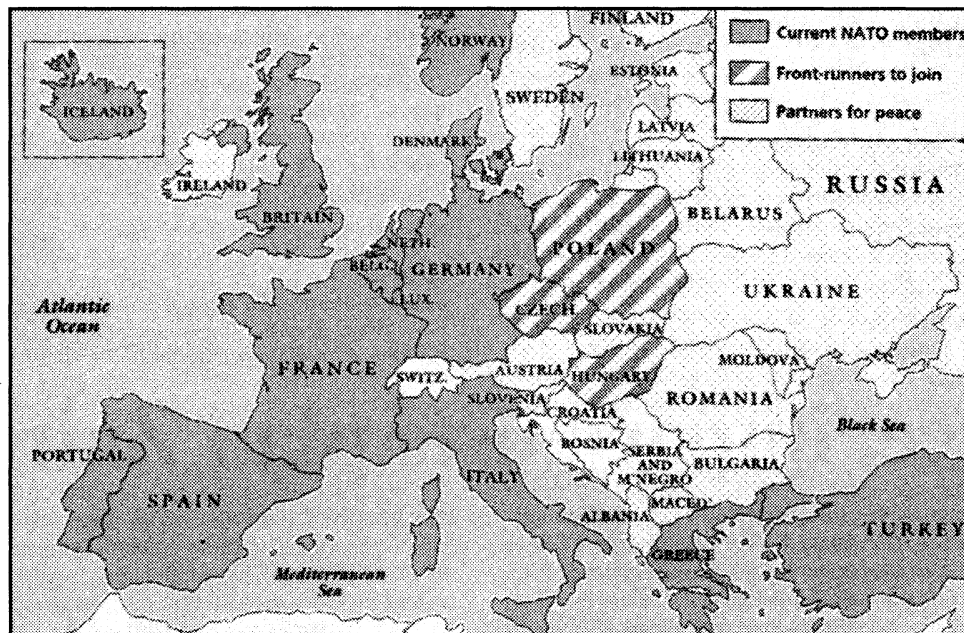 FINLAND
NORWAY
Current NATO members
ESTONIA
Front-runners to join
SWEDEN
ICELAND
Partners for peace
LATVIA
DENMARK
LITHUANIA
IRELAND
RUSSIA
BELARUS
BRITAIN
NETH.
POLAND
BELG.
GERMANY
UKRAINE
LUX.
CZECH
Atlantic
Ocean
SLOVAKIA
MOLDOVA
FRANCE
SWITZ.
AUSTRIA
HUNGARY
SLOVENIA
ROMANIA
CROATIA
Black Sea
BOSNIA
SERBIA
AND
M'NEGRO
PORTUGAL
BULGARIA
ITALY
SPAIN
MACED'
ALBANIA
TURKEY
GREECE
Mediterranean
Sea